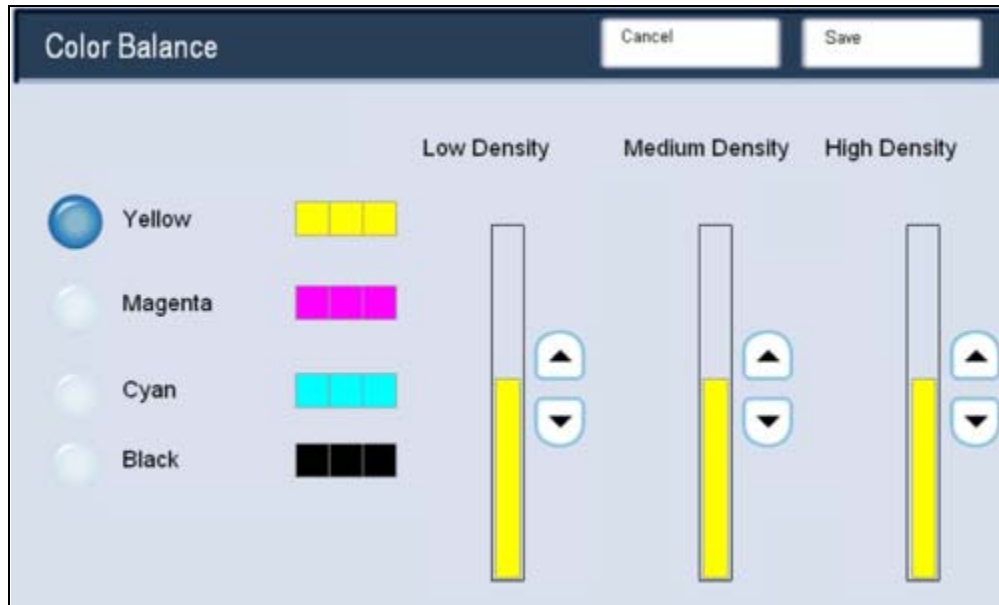 Color Balance
Cancel
Save
Low Density
Medium Density
High Density
Yellow
Magenta
Cyan
Black